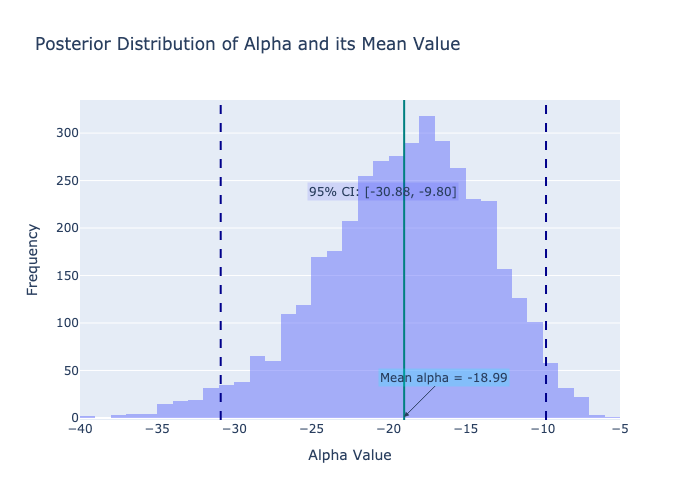 Posterior Distribution of Alpha and its Mean Value
300
250
200
150
100
50
0
Frequency
95% CI: [-30.88, -9.80]
Mean alpha = -18.99
−40 −35 −30 −25 −20 −15 −10 −5
Alpha Value